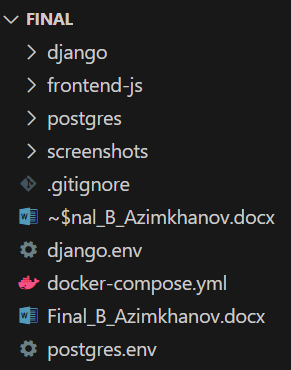 FINAL
django
frontend-js
postgres
screenshots
.gitignore
~$nal_B_Azimkhanov.docx
django.env
docker-compose.yml
Final_B_Azimkhanov.docx
postgres.env